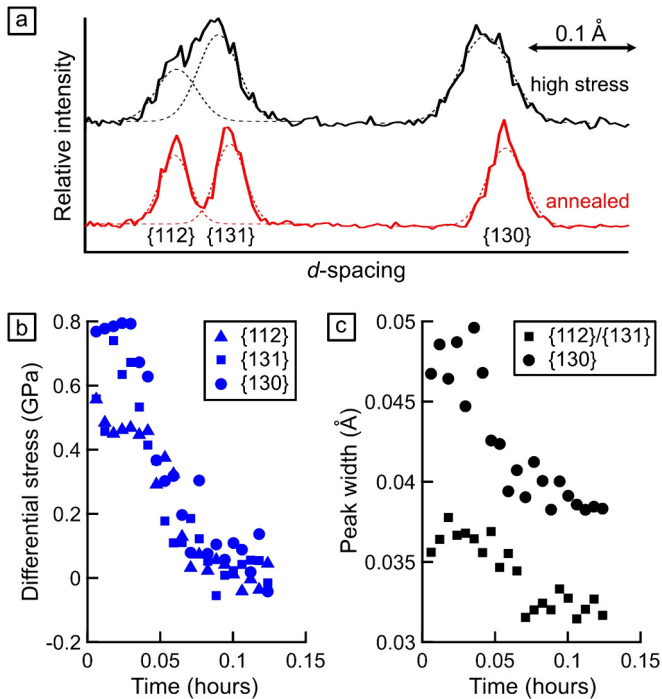 a
Relative intensity
0.1 Å
high stress
annealed
{112} {131} {130}
d-spacing
b
Differential stress (GPa)
0.8
0.6
0.4
0.2
0
-0.2
0 0.05 0.1 0.15
Time (hours)
{112}
{131}
{130}
c
Peak width (Å)
0.05
0.045
0.04
0.035
0.03
0 0.05 0.1 0.15
Time (hours)
{112}/{131}
{130}